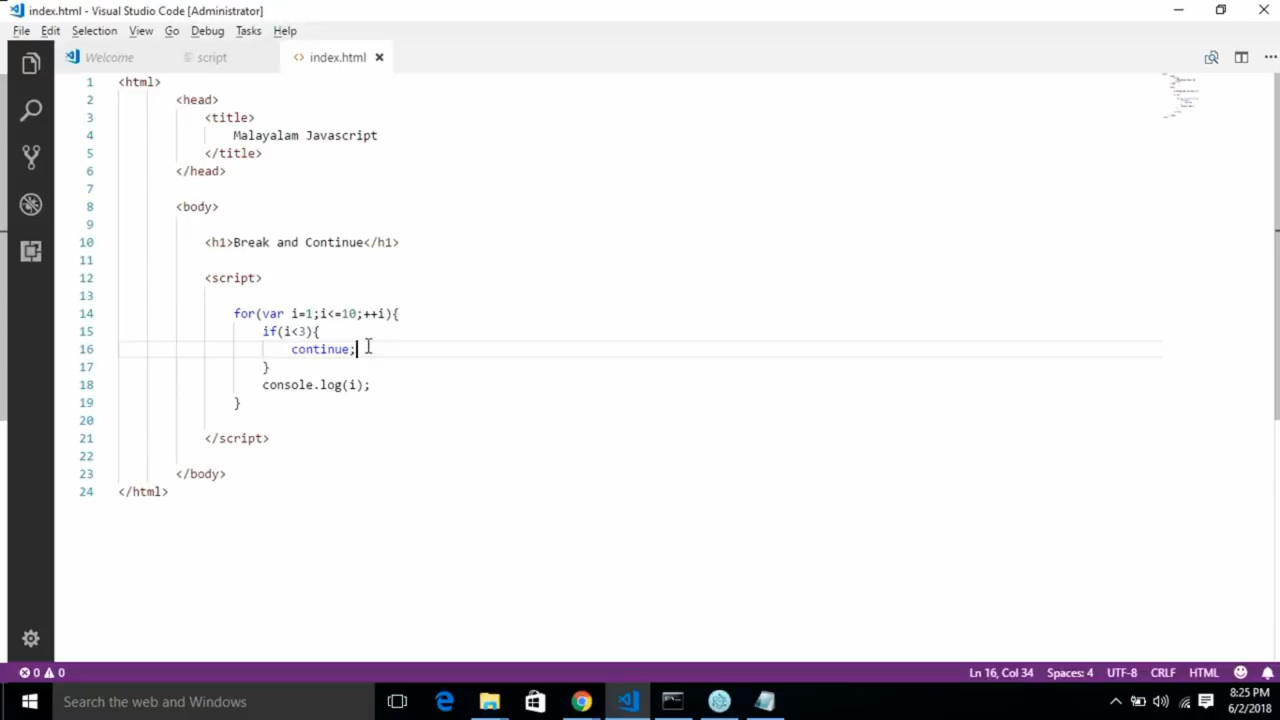 index.html - Visual Studio Code [Administrator]
File Edit Selection View Go Debug Tasks Help
Welcome script index.html
1 <html>
2 <head>
3 <title>
4 Malayalam Javascript
5 </title>
6 </head>
7
8 <body>
9
10 <h1>Break and Continue</h1>
11
12 <script>
13
14 for(var i=1;i<=10;++i){
15 if(i<3){
16 continue;
17 }
18 console.log(i);
19 }
20
21 </script>
22
23 </body>
24 </html>
0 0 Ln 16, Col 34 Spaces: 4 UTF-8 CRLF HTML
Search the web and Windows
8:25 PM
6/2/2018